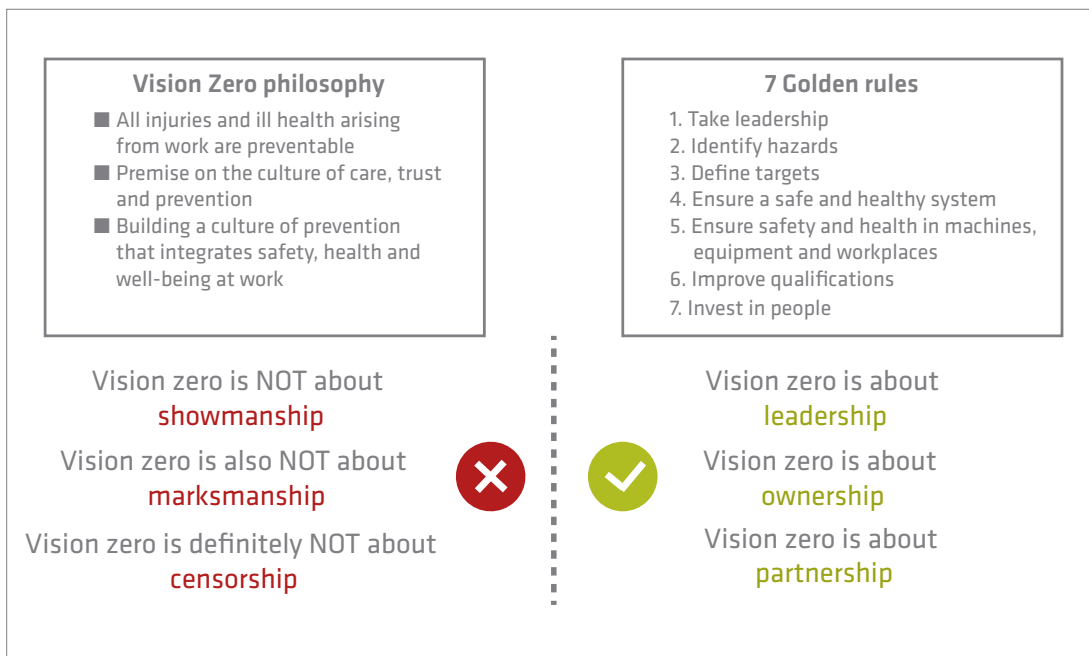 Vision Zero philosophy
■ All injuries and ill health arising
from work are preventable
■ Premise on the culture of care, trust
and prevention
■ Building a culture of prevention
that integrates safety, health and
well-being at work
7 Golden rules
1. Take leadership
2. Identify hazards
3. Define targets
4. Ensure a safe and healthy system
5. Ensure safety and health in machines,
equipment and workplaces
6. Improve qualifications
7. Invest in people
Vision zero is NOT about
showmanship
Vision zero is also NOT about
marksmanship
Vision zero is definitely NOT about
censorship
Vision zero is about
leadership
Vision zero is about
ownership
Vision zero is about
partnership